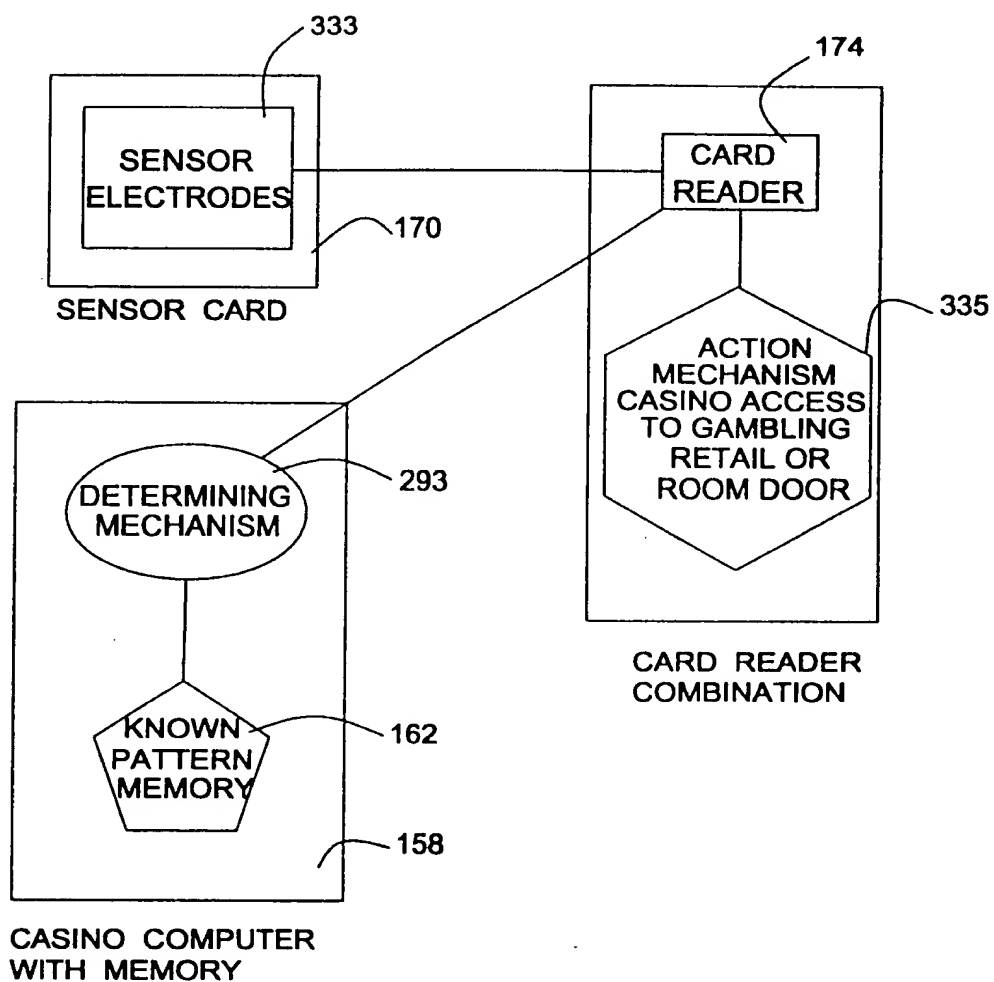 333
SENSOR
ELECTRODES
170
SENSOR CARD
174
CARD
READER
335
ACTION
MECHANISM
CASINO ACCESS
TO GAMBLING
RETAIL OR
ROOM DOOR
CARD READER
COMBINATION
DETERMINING
MECHANISM
293
KNOWN
PATTERN
MEMORY
162
158
CASINO COMPUTER
WITH MEMORY